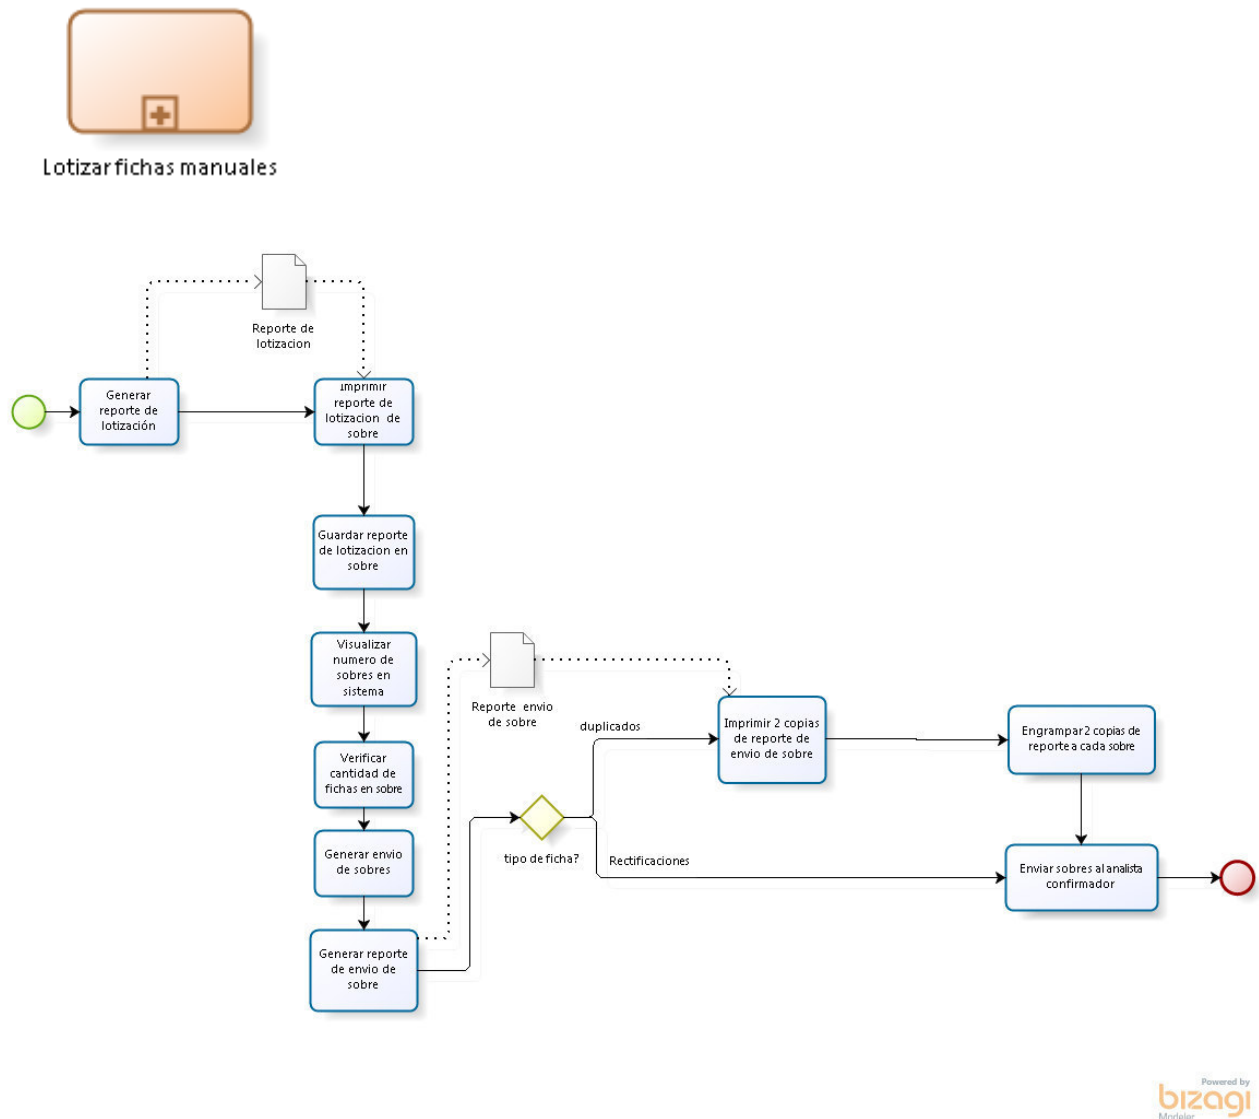 Lotizar fichas manuales
Reporte de
lotizacion
Generar
reporte de
lotización
Imprimir
reporte de
lotizacion de
sobre
Guardar reporte
de lotizacion en
sobre
Visualizar
numero de
sobres en
sistema
Verificar
cantidad de
fichas en sobre
Generar envio
de sobres
Generar reporte
de envio de
sobre
Reporte envio
de sobre
tipo de ficha?
duplicados
Rectificaciones
Imprimir 2 copias
de reporte de
envio de sobre
Engrampar 2 copias de
reporte a cada sobre
Enviar sobres al analista
confirmador
Powered by
bizagi
Modeler